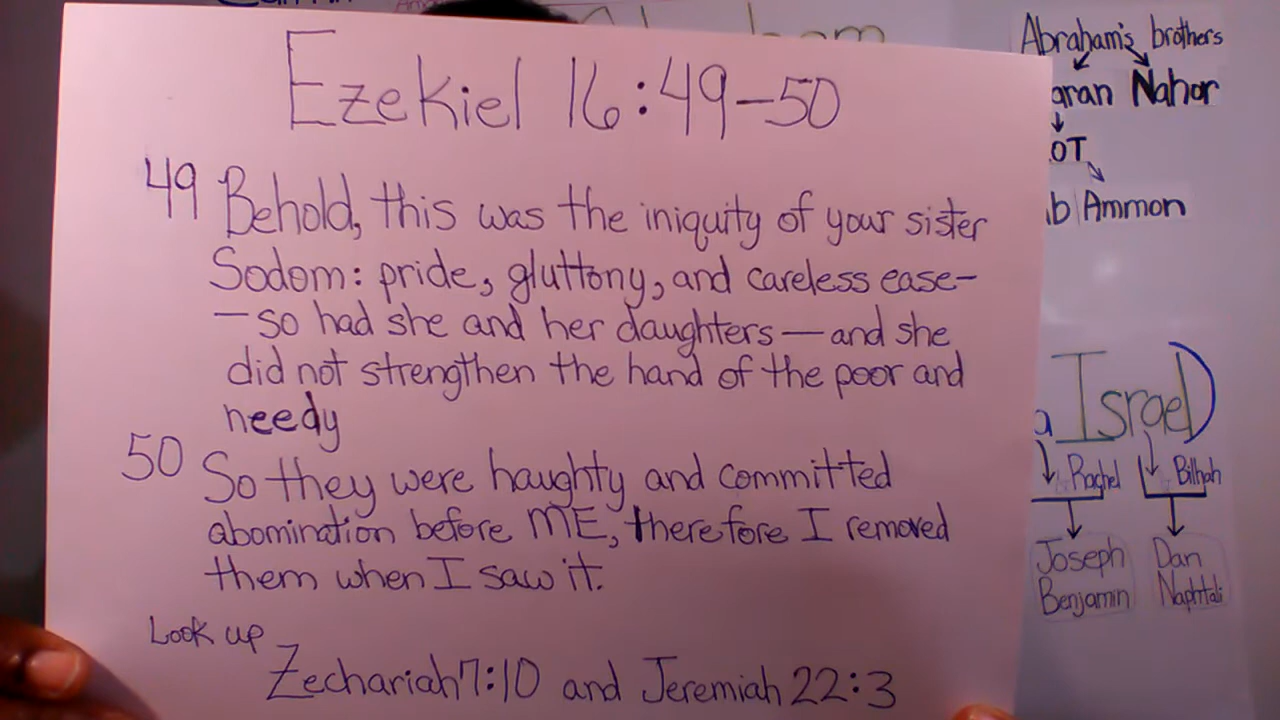 Ezekiel 16:49-50
49 Behold, this was the iniquity of your sister
Sodom: pride, gluttony, and careless ease-
-so had she and her daughters—and she
did not strengthen the hand of the poor and
needy
50 So they were haughty and committed
abomination before ME, therefore I removed
them when I saw it.
Look up
Zechariah 7:10 and Jeremiah 22:3
Abraham's brothers
aran Nahor
OT
b Ammon
a Israel
Rachel Bilhah
Joseph Dan
Benjamin Naphtali